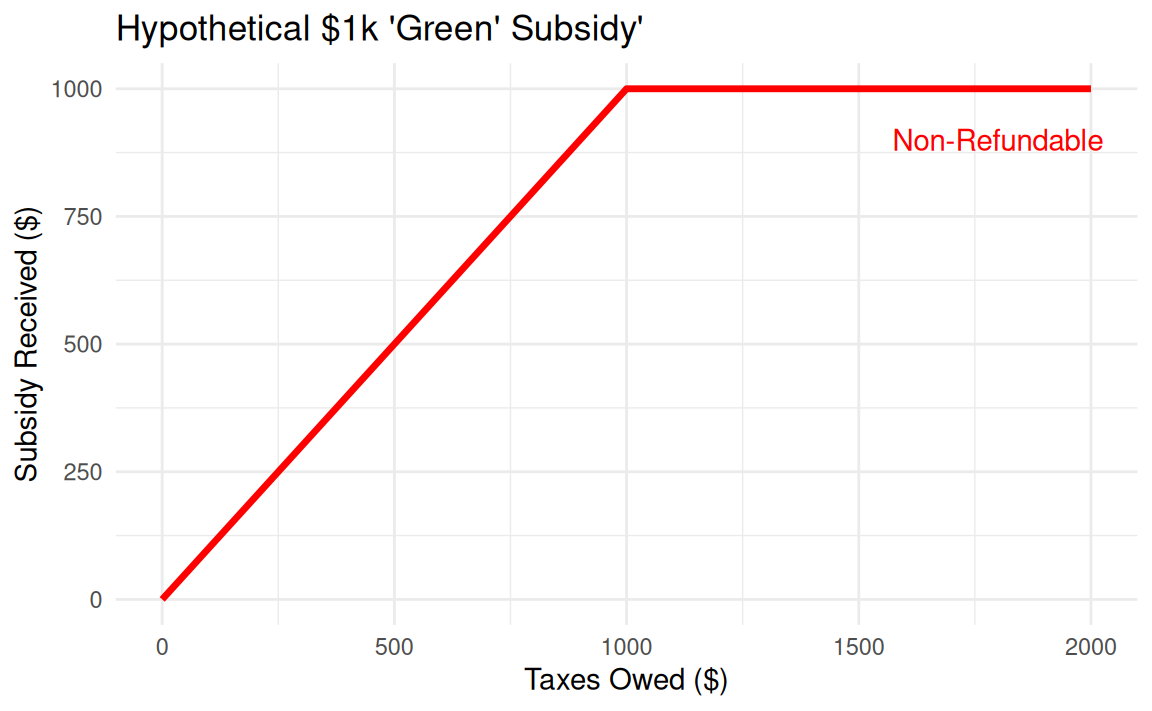 Hypothetical $1k 'Green' Subsidy'
1000
750
500
250
0
Subsidy Received ($)
Non-Refundable
0 500 1000 1500 2000
Taxes Owed ($)